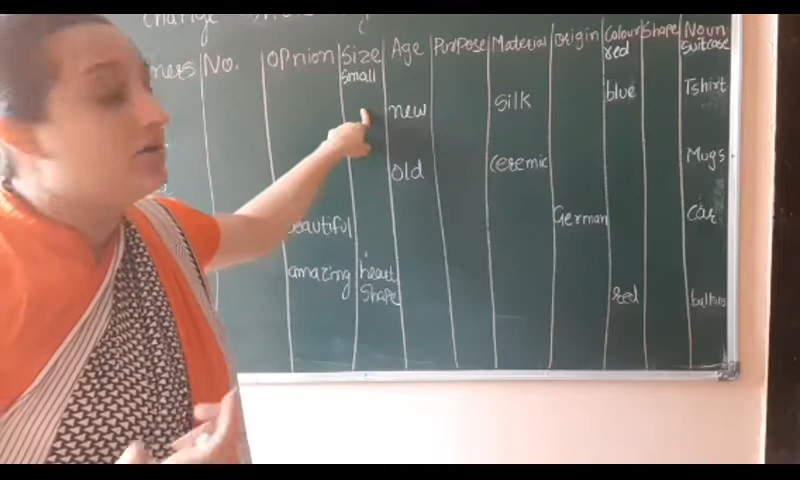 change
mers No. Opnion Size Age Purpose Material Origin Colour Shape Noun
small red suitcase
new silk blue Tshirt
old ceremic Mugs
beautiful German Car
amazing heart shape red